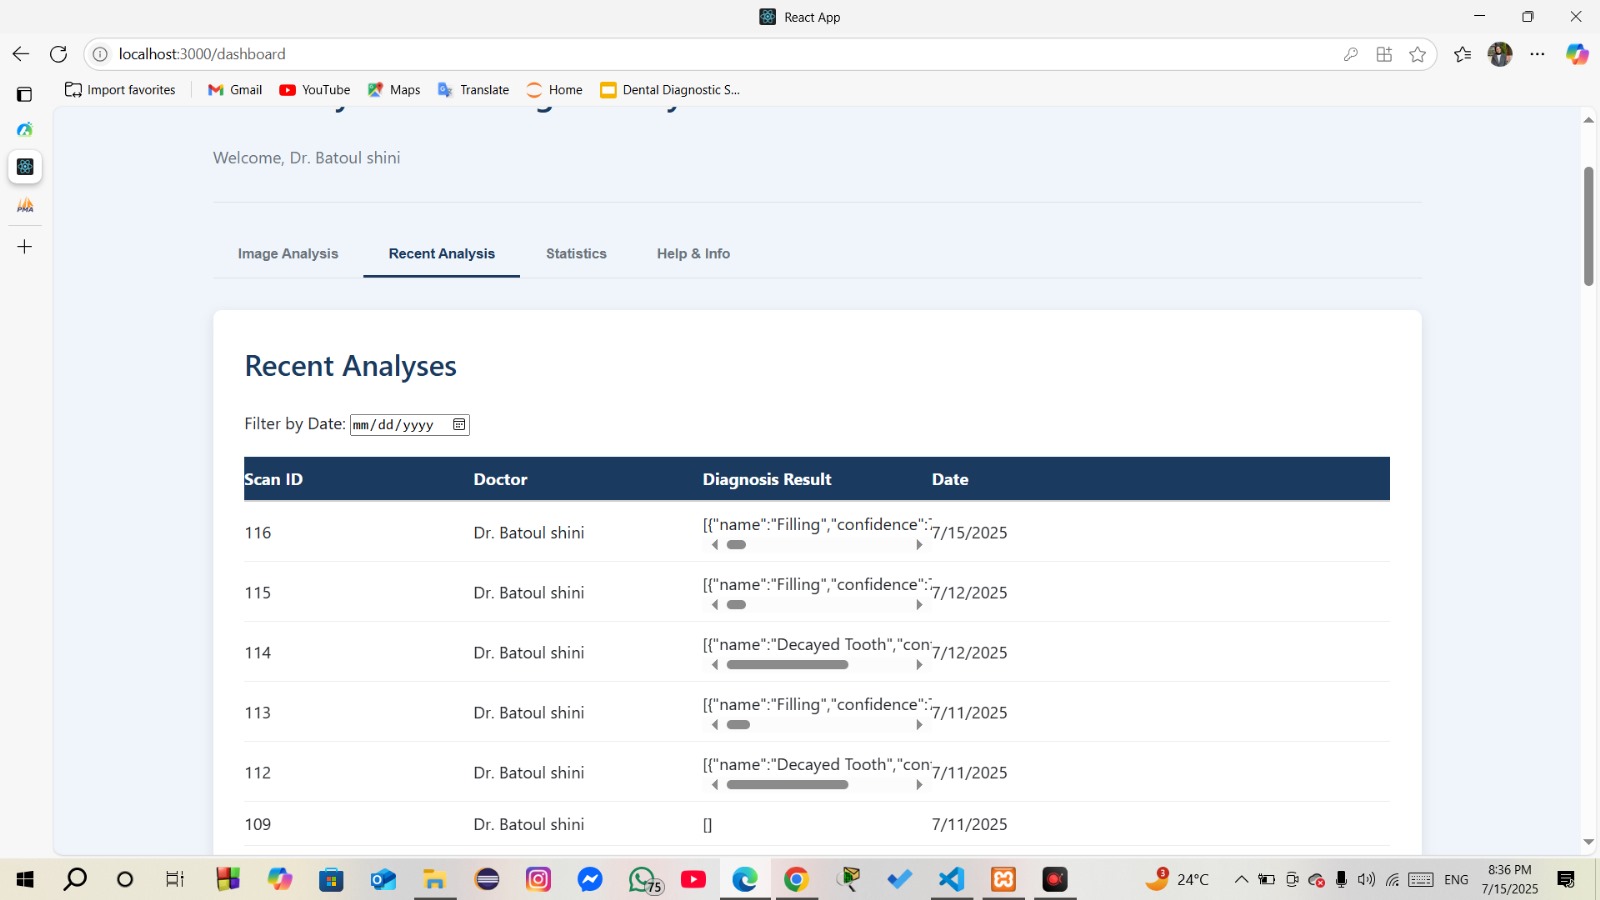 React App
localhost:3000/dashboard
Import favorites
Gmail
YouTube
Maps
Translate
Home
Dental Diagnostic S...
PMA
Welcome, Dr. Batoul shini
Image Analysis
Recent Analysis
Statistics
Help & Info
Recent Analyses
Filter by Date: mm/dd/yyyy
Scan ID Doctor Diagnosis Result Date
116 Dr. Batoul shini [{"name":"Filling","confidence": 7/15/2025
115 Dr. Batoul shini [{"name":"Filling","confidence": 7/12/2025
114 Dr. Batoul shini [{"name":"Decayed Tooth","con 7/12/2025
113 Dr. Batoul shini [{"name":"Filling","confidence": 7/11/2025
112 Dr. Batoul shini [{"name":"Decayed Tooth","con 7/11/2025
109 Dr. Batoul shini [] 7/11/2025
75
3
24°C
ENG
8:36 PM
7/15/2025